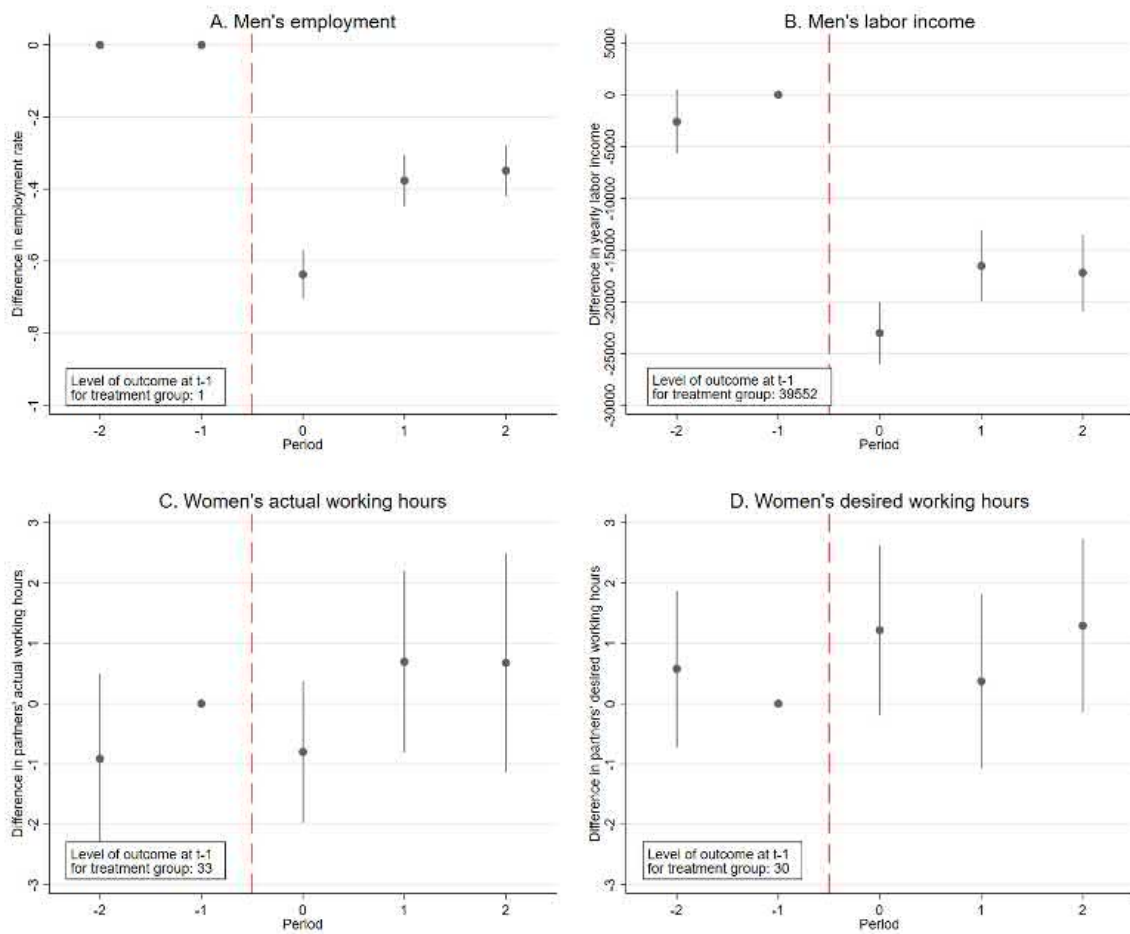 A. Men's employment
Difference in employment rate
0
-.2
-.4
-.6
-.8
-1
Level of outcome at t-1
for treatment group: 1
-2 -1 0 1 2
Period
B. Men's labor income
Difference in yearly labor income
5000
0
-5000
-10000
-15000
-20000
-25000
-30000
Level of outcome at t-1
for treatment group: 39552
-2 -1 0 1 2
Period
C. Women's actual working hours
Difference in partners' actual working hours
3
2
1
0
-1
-2
-3
Level of outcome at t-1
for treatment group: 33
-2 -1 0 1 2
Period
D. Women's desired working hours
Difference in partners' desired working hours
3
2
1
0
-1
-2
-3
Level of outcome at t-1
for treatment group: 30
-2 -1 0 1 2
Period